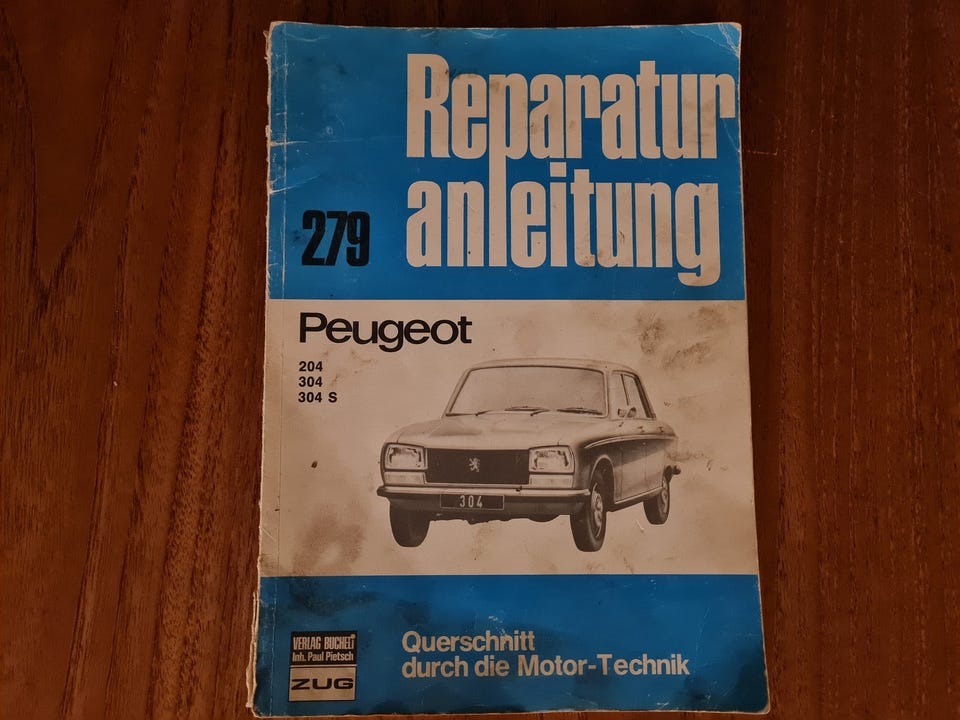 Reparatur
anleitung
279
Peugeot
204
304
304 S
304
Querschnitt
durch die Motor-Technik
VERLAG BUCHELI
Inh. Paul Pietsch
ZUG